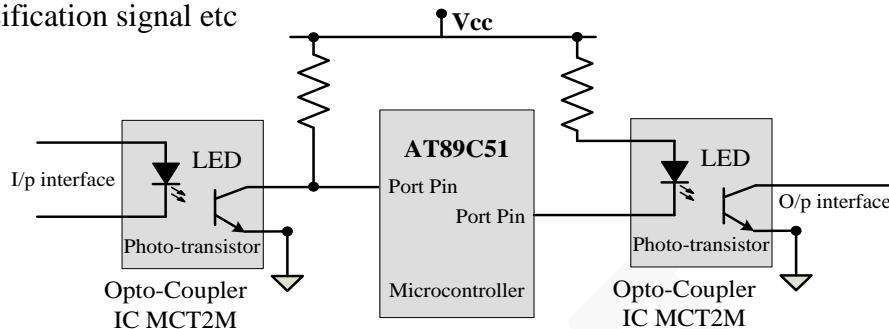 ification signal etc
Vcc
I/p interface
LED
Photo-transistor
Opto-Coupler
IC MCT2M
AT89C51
Port Pin
Port Pin
Microcontroller
LED
Photo-transistor
O/p interface
Opto-Coupler
IC MCT2M